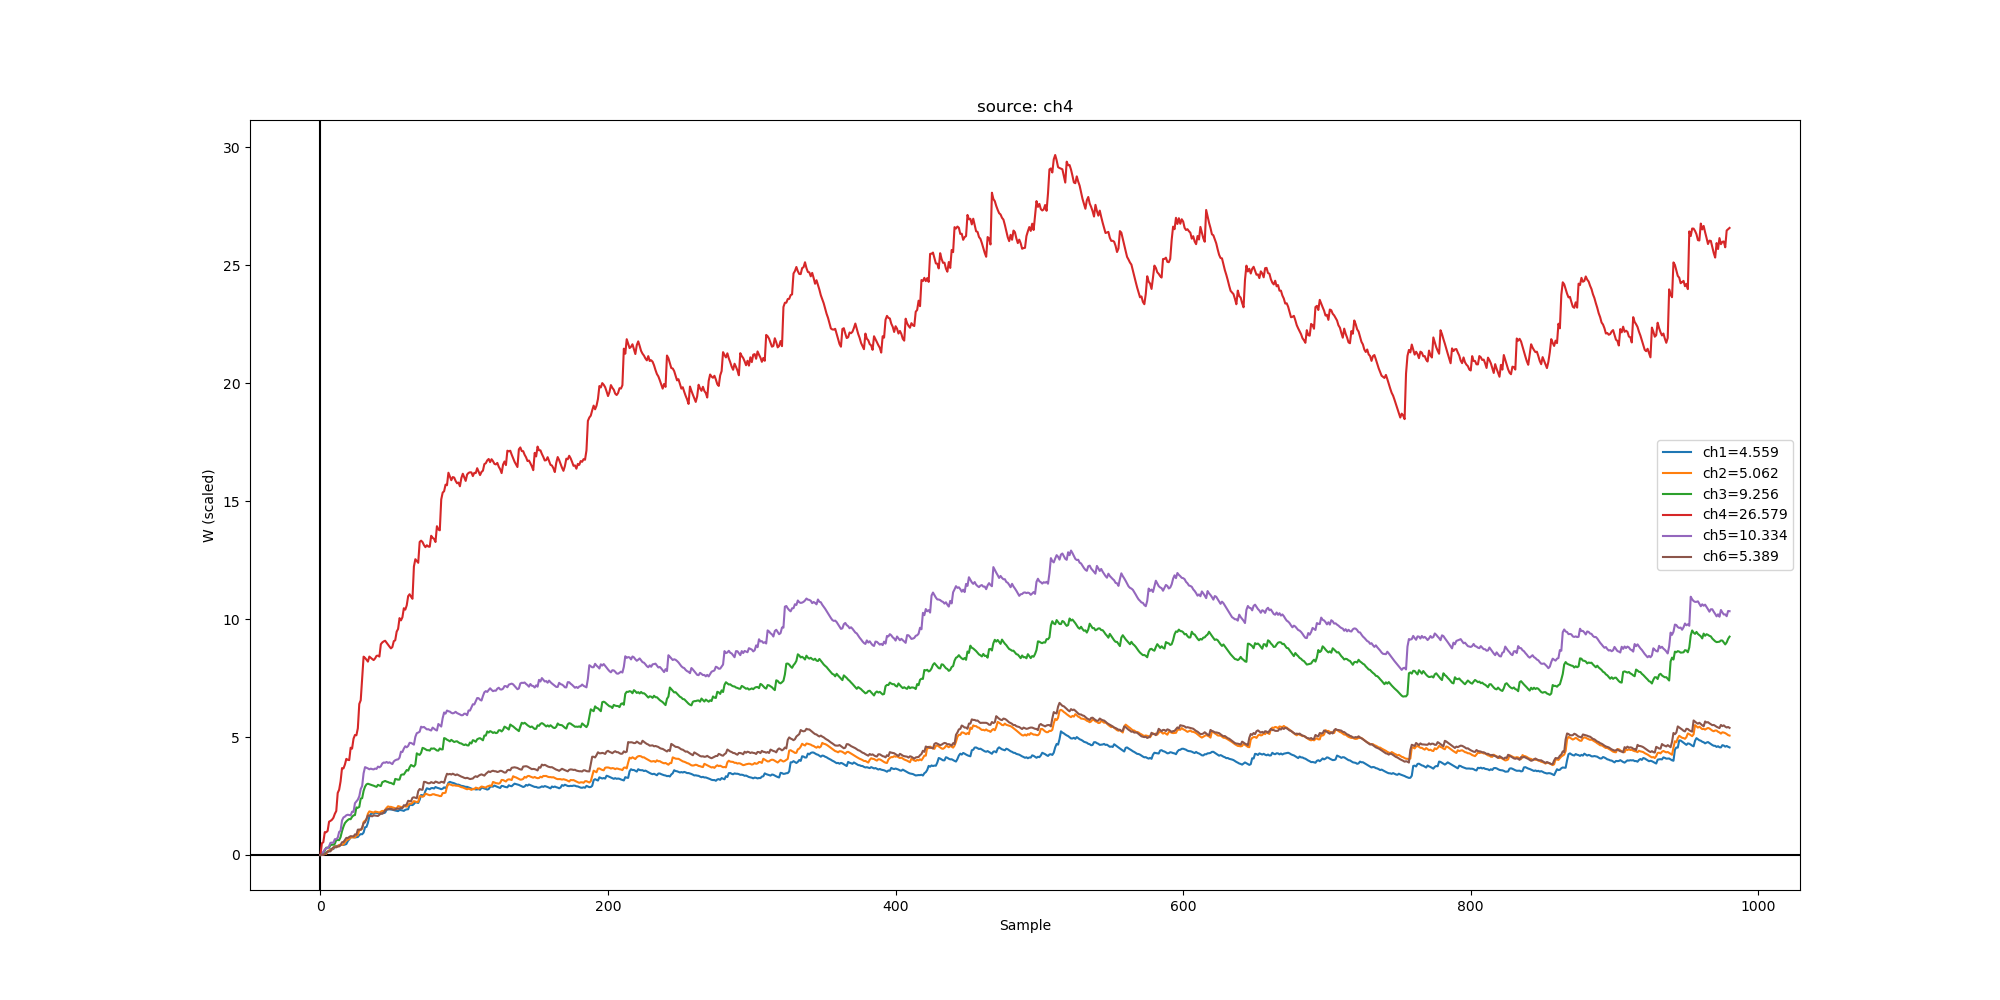 source: ch4
30
25
20
15
10
5
0
W (scaled)
0 200 400 600 800 1000
Sample
ch1=4.559
ch2=5.062
ch3=9.256
ch4=26.579
ch5=10.334
ch6=5.389